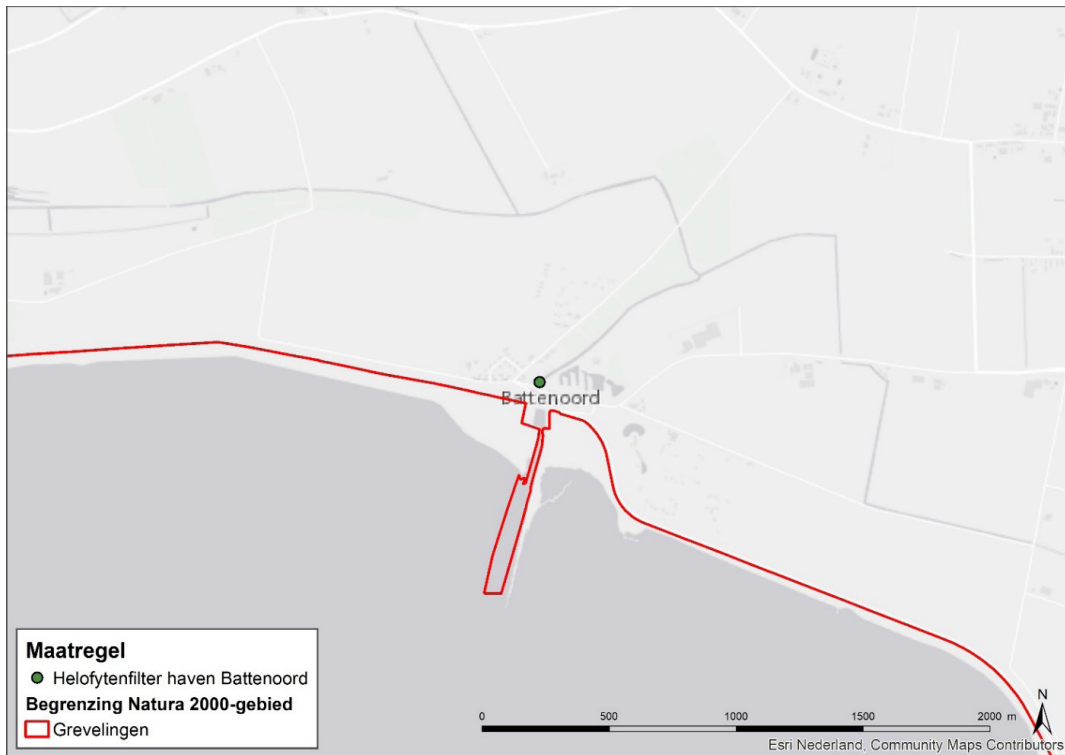 Battenoord
Maatregel
Helofytenfilter haven Battenoord
Begrenzing Natura 2000-gebied
Grevelingen
N
0 500 1000 1500 2000 m
Esri Nederland, Community Maps Contributors